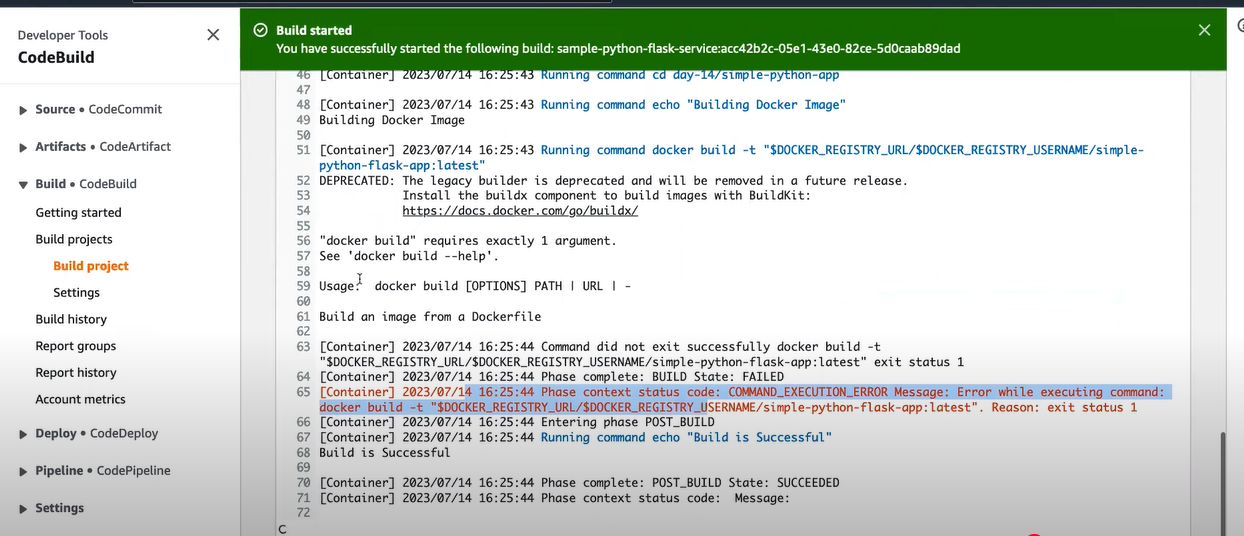 Developer Tools
CodeBuild
Source • CodeCommit
Artifacts • CodeArtifact
Build • CodeBuild
Getting started
Build projects
Build project
Settings
Build history
Report groups
Report history
Account metrics
Deploy • CodeDeploy
Pipeline • CodePipeline
Settings
Build started
You have successfully started the following build: sample-python-flask-service:acc42b2c-05e1-43e0-82ce-5d0caab89dad
46 [Container] 2023/07/14 16:25:43 Running command cd day-14/simple-python-app
47
48 [Container] 2023/07/14 16:25:43 Running command echo "Building Docker Image"
49 Building Docker Image
50
51 [Container] 2023/07/14 16:25:43 Running command docker build -t "$DOCKER_REGISTRY_URL/$DOCKER_REGISTRY_USERNAME/simple-
python-flask-app:latest"
52 DEPRECATED: The legacy builder is deprecated and will be removed in a future release.
53 Install the buildx component to build images with BuildKit:
54 https://docs.docker.com/go/buildx/
55
56 "docker build" requires exactly 1 argument.
57 See 'docker build --help'.
58
59 Usage: docker build [OPTIONS] PATH | URL | -
60
61 Build an image from a Dockerfile
62
63 [Container] 2023/07/14 16:25:44 Command did not exit successfully docker build -t
"$DOCKER_REGISTRY_URL/$DOCKER_REGISTRY_USERNAME/simple-python-flask-app:latest" exit status 1
64 [Container] 2023/07/14 16:25:44 Phase complete: BUILD State: FAILED
65 [Container] 2023/07/14 16:25:44 Phase context status code: COMMAND_EXECUTION_ERROR Message: Error while executing command:
docker build -t "$DOCKER_REGISTRY_URL/$DOCKER_REGISTRY_USERNAME/simple-python-flask-app:latest". Reason: exit status 1
66 [Container] 2023/07/14 16:25:44 Entering phase POST_BUILD
67 [Container] 2023/07/14 16:25:44 Running command echo "Build is Successful"
68 Build is Successful
69
70 [Container] 2023/07/14 16:25:44 Phase complete: POST_BUILD State: SUCCEEDED
71 [Container] 2023/07/14 16:25:44 Phase context status code: Message:
72